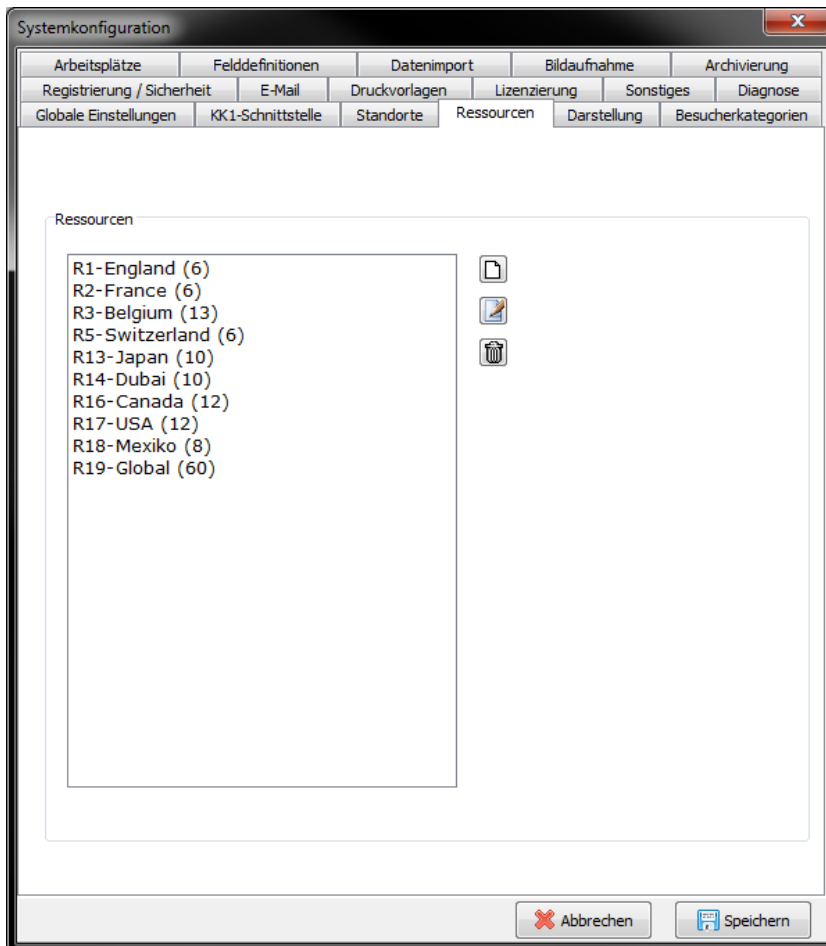 Systemkonfiguration
Arbeitsplätze Felddefinitionen Datenimport Bildaufnahme Archivierung
Registrierung / Sicherheit E-Mail Druckvorlagen Lizenzierung Sonstiges Diagnose
Globale Einstellungen KK1-Schnittstelle Standorte Ressourcen Darstellung Besucherkategorien
Ressourcen
R1-England (6)
R2-France (6)
R3-Belgium (13)
R5-Switzerland (6)
R13-Japan (10)
R14-Dubai (10)
R16-Canada (12)
R17-USA (12)
R18-Mexiko (8)
R19-Global (60)
Abbrechen Speichern